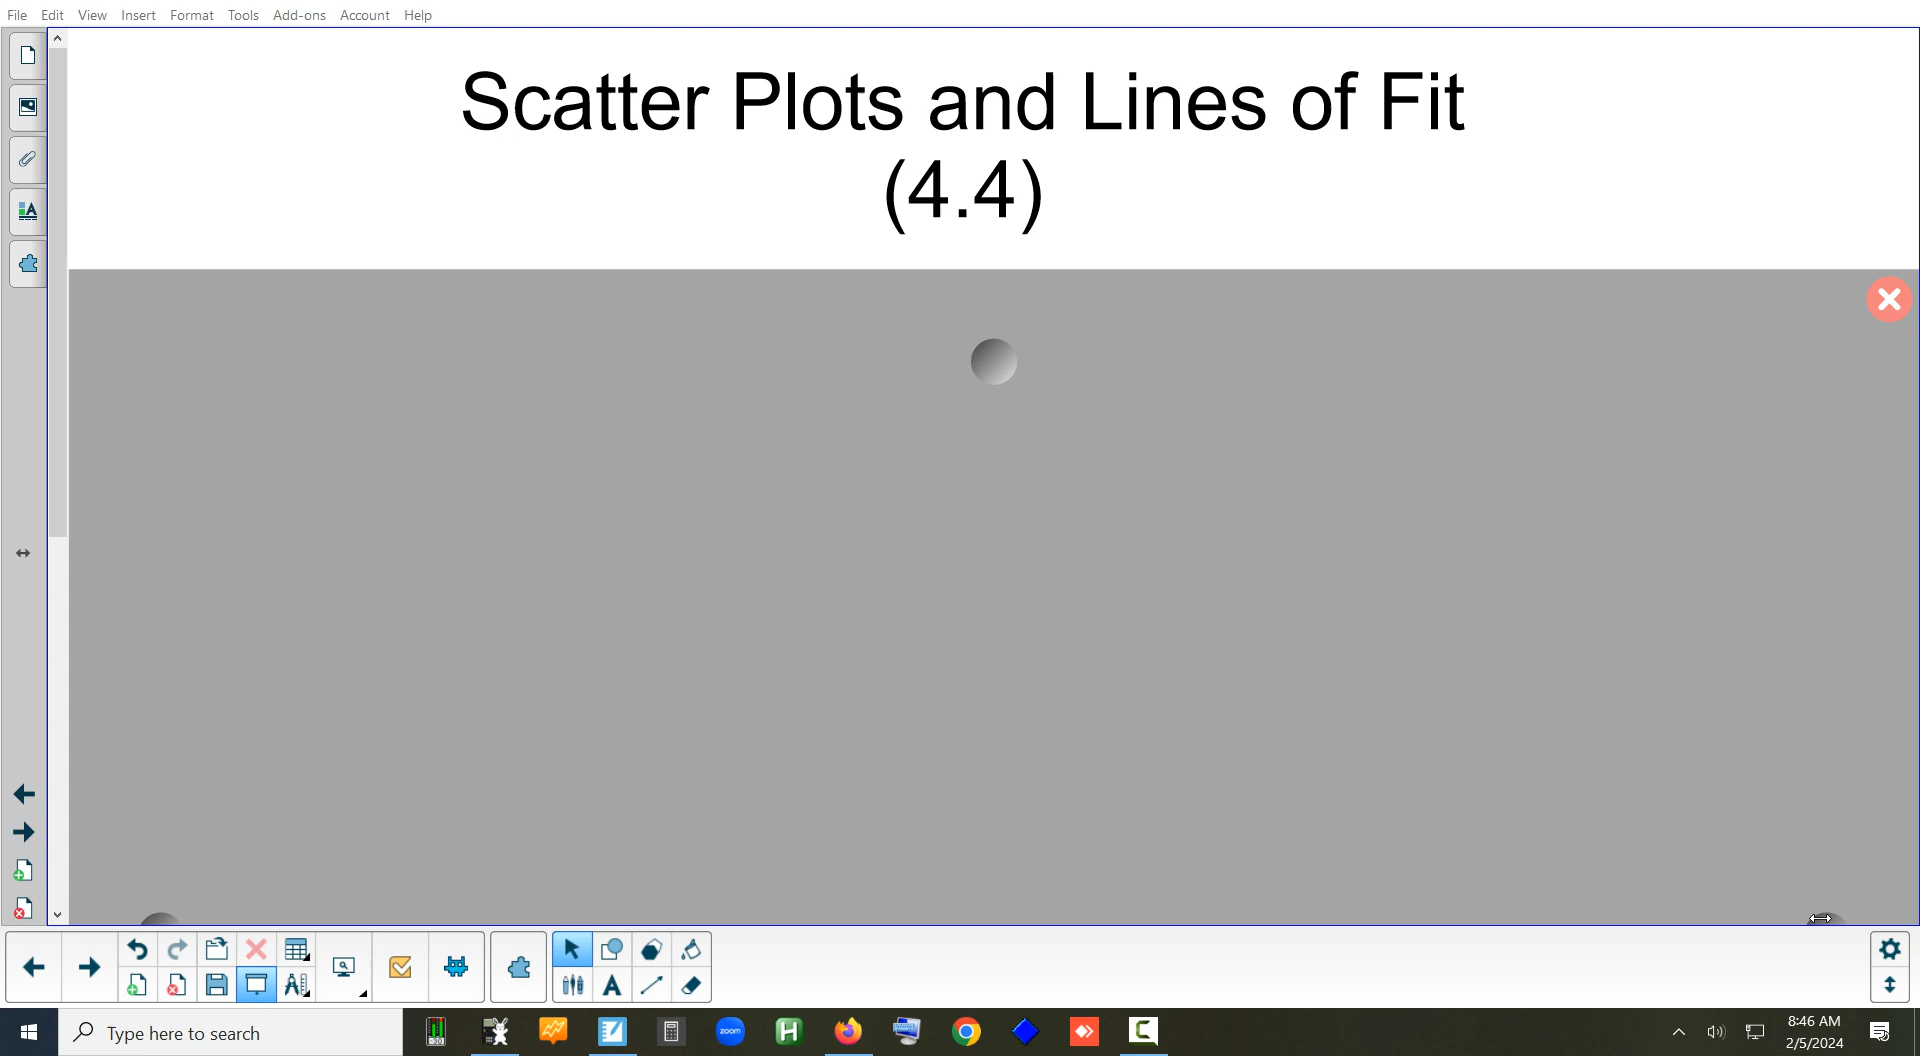 File Edit View Insert Format Tools Add-ons Account Help
Scatter Plots and Lines of Fit
(4.4)
Type here to search
zoom
8:46 AM
2/5/2024